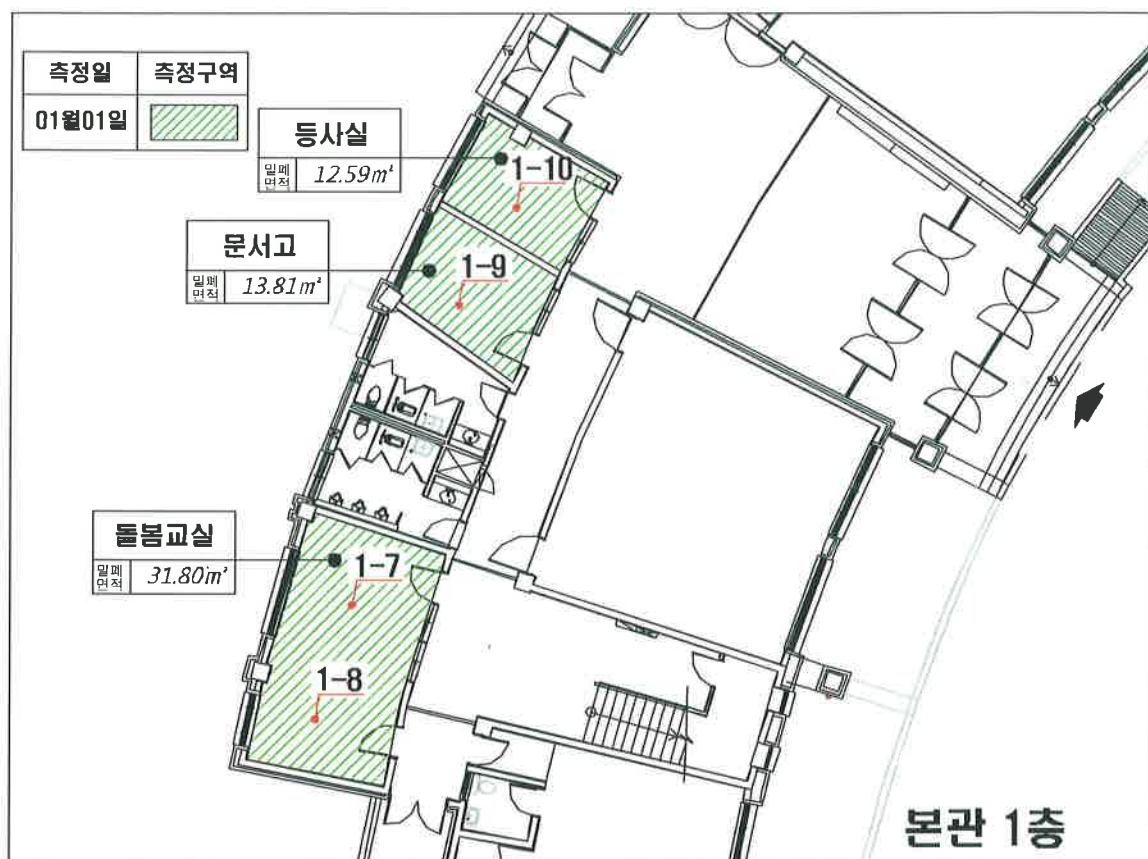 측정일 측정구역
01월01일
등사실
밀폐
면적 12.59m²
1-10
문서고
밀폐
면적 13.81m²
1-9
돌봄교실
밀폐
면적 31.80m²
1-7
1-8
본관 1층